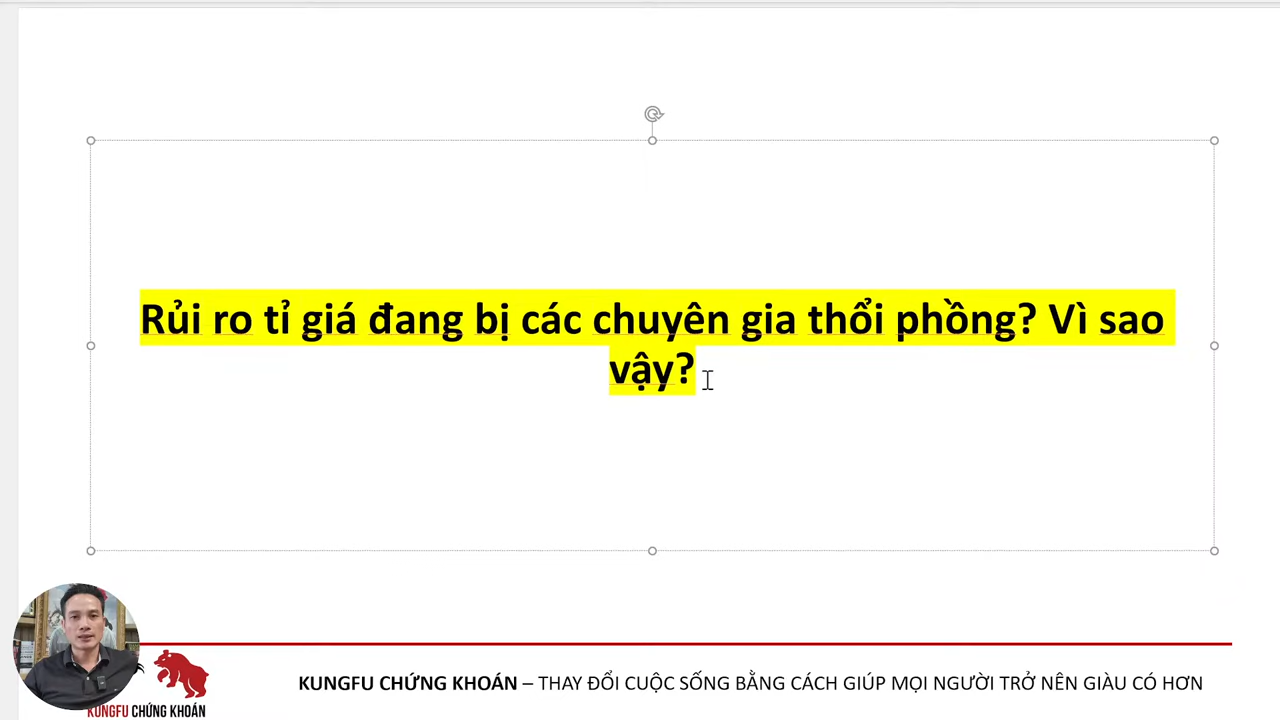 Rủi ro tỉ giá đang bị các chuyên gia thổi phồng? Vì sao
vậy?
KUNGFU CHỨNG KHOÁN – THAY ĐỔI CUỘC SỐNG BẰNG CÁCH GIÚP MỌI NGƯỜI TRỞ NÊN GIÀU CÓ HƠN
KUNGFU CHỨNG KHOÁN